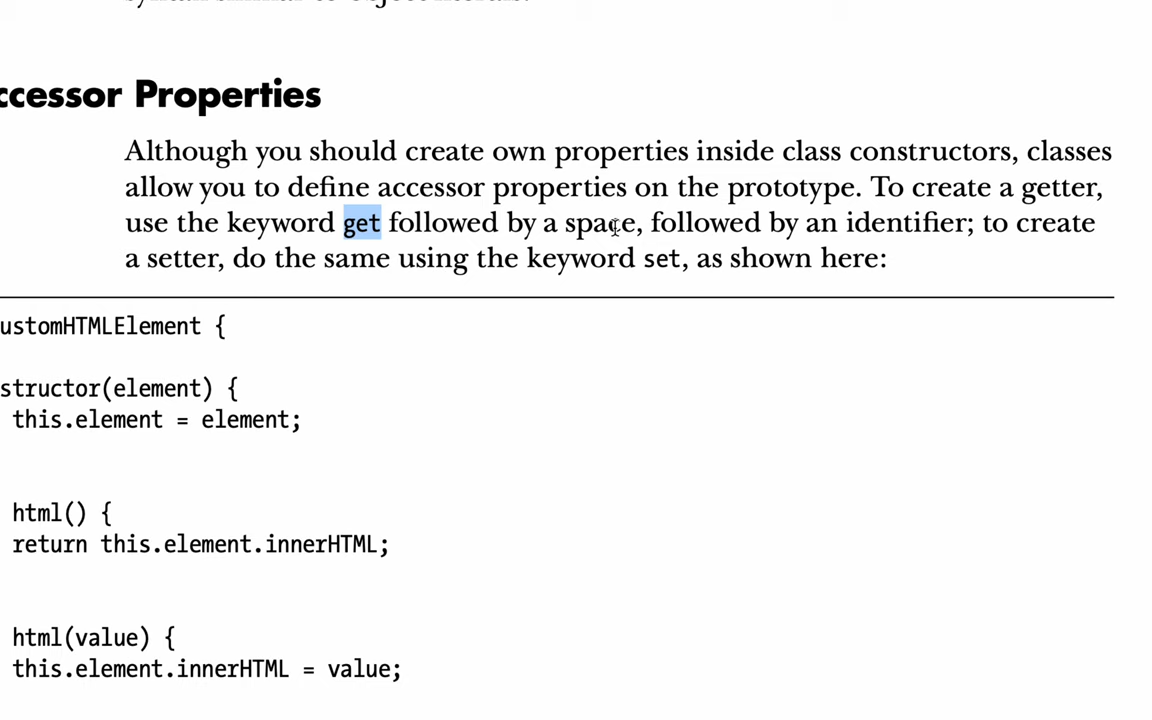 ccessor Properties
Although you should create own properties inside class constructors, classes
allow you to define accessor properties on the prototype. To create a getter,
use the keyword get followed by a space, followed by an identifier; to create
a setter, do the same using the keyword set, as shown here:
ustomHTMLElement {
structor(element) {
this.element = element;
html() {
return this.element.innerHTML;
html(value) {
this.element.innerHTML = value;